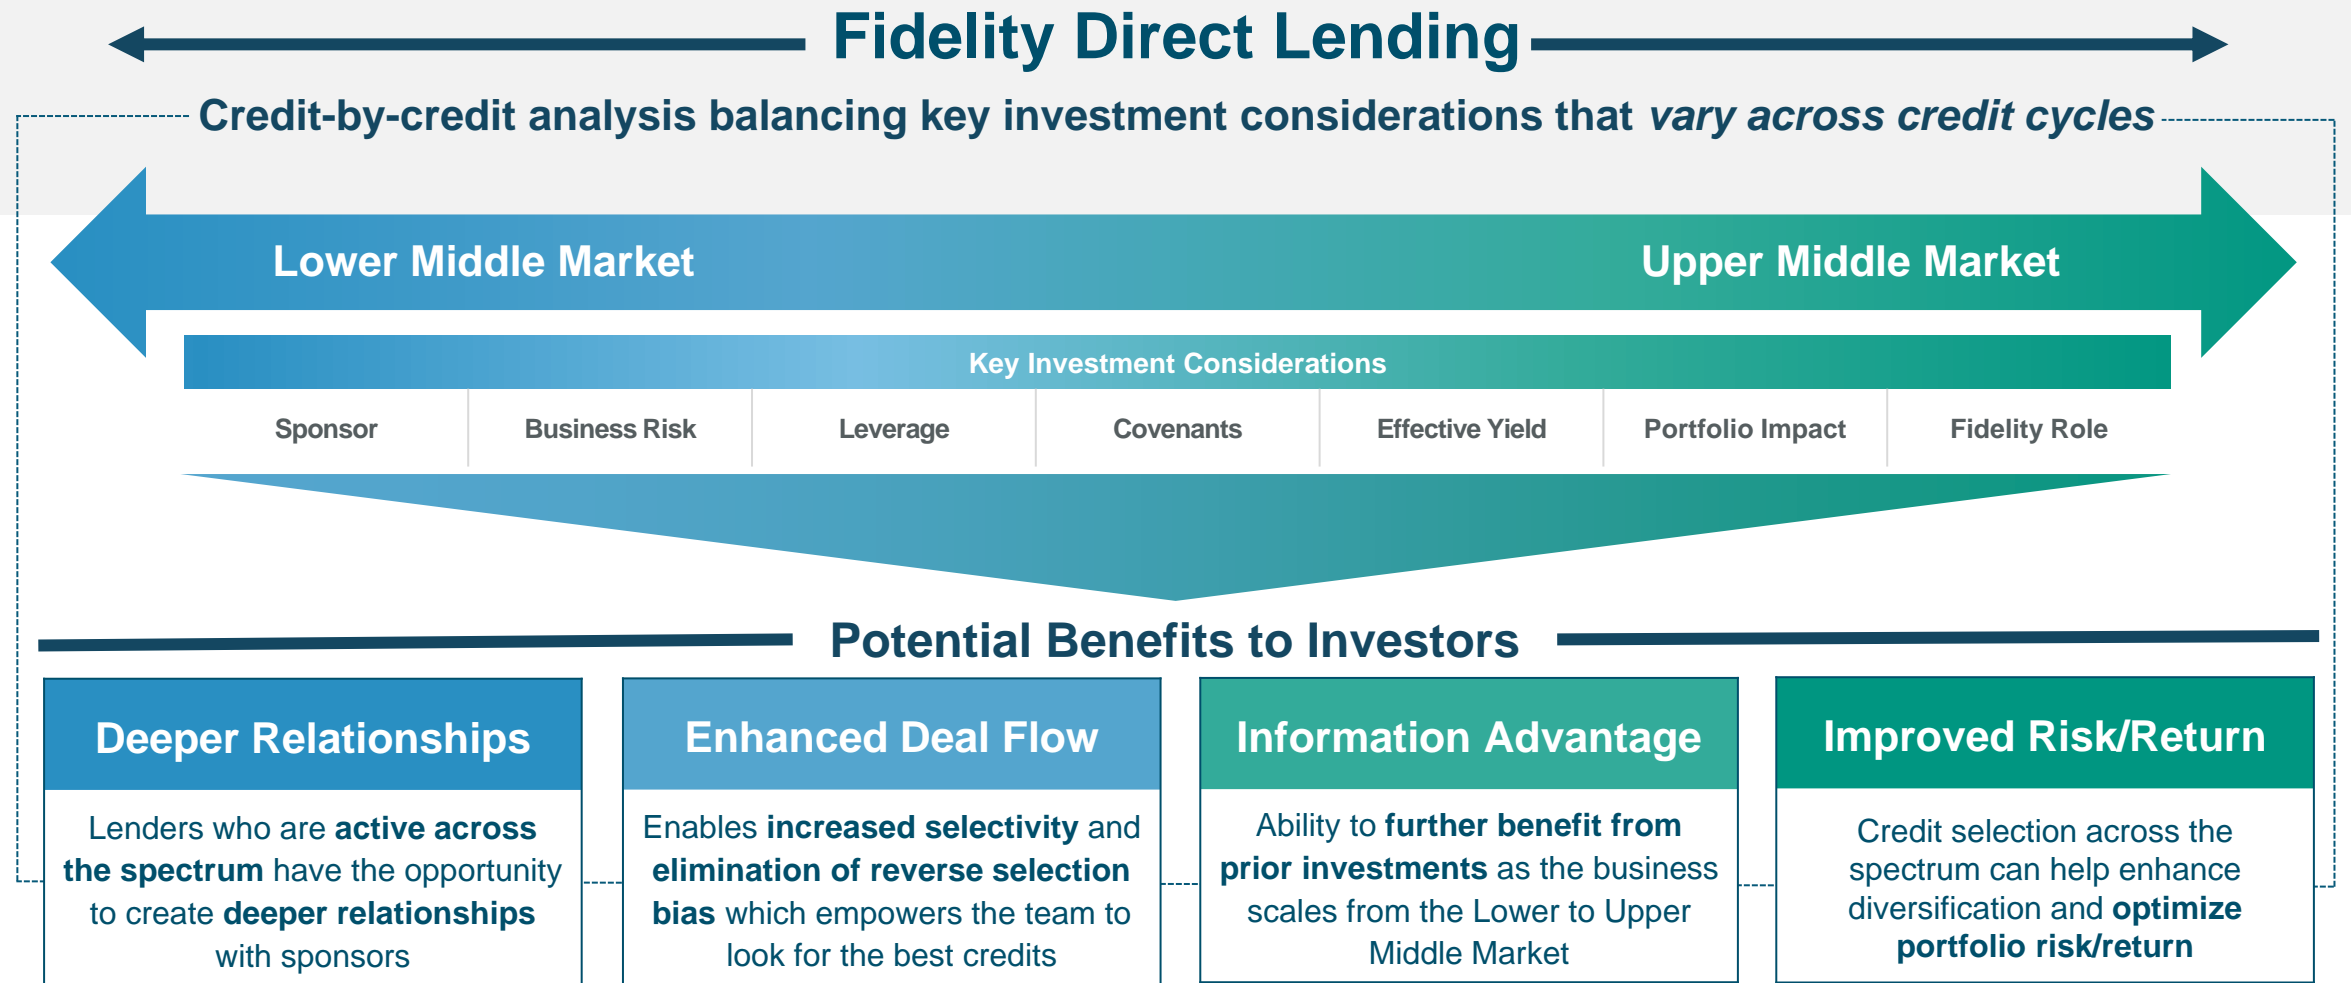 Fidelity Direct Lending
Credit-by-credit analysis balancing key investment considerations that vary across credit cycles
Lower Middle Market
Upper Middle Market
Key Investment Considerations
Sponsor
Business Risk
Leverage
Covenants
Effective Yield
Portfolio Impact
Fidelity Role
Potential Benefits to Investors
Deeper Relationships
Lenders who are active across
the spectrum have the opportunity
to create deeper relationships
with sponsors
Enhanced Deal Flow
Enables increased selectivity and
elimination of reverse selection
bias which empowers the team to
look for the best credits
Information Advantage
Ability to further benefit from
prior investments as the business
scales from the Lower to Upper
Middle Market
Improved Risk/Return
Credit selection across the
spectrum can help enhance
diversification and optimize
portfolio risk/return